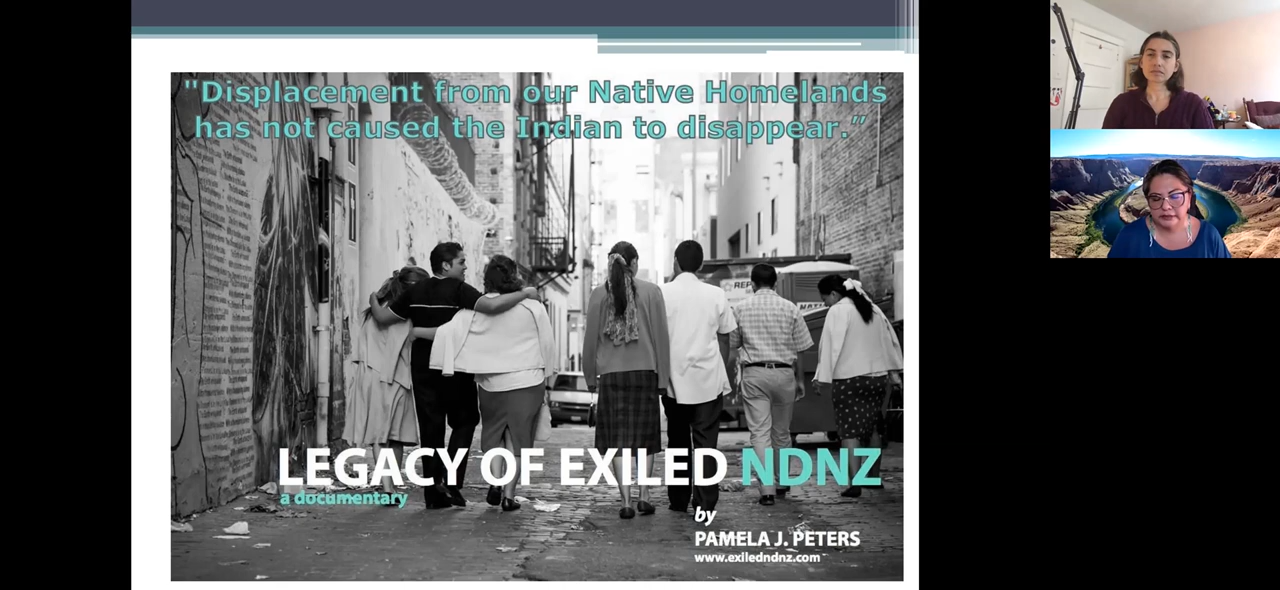 "Displacement from our Native Homelands
has not caused the Indian to disappear.”
REP
LEGACY OF EXILED NDNZ
a documentary
by
PAMELA J. PETERS
www.exiledndnz.com